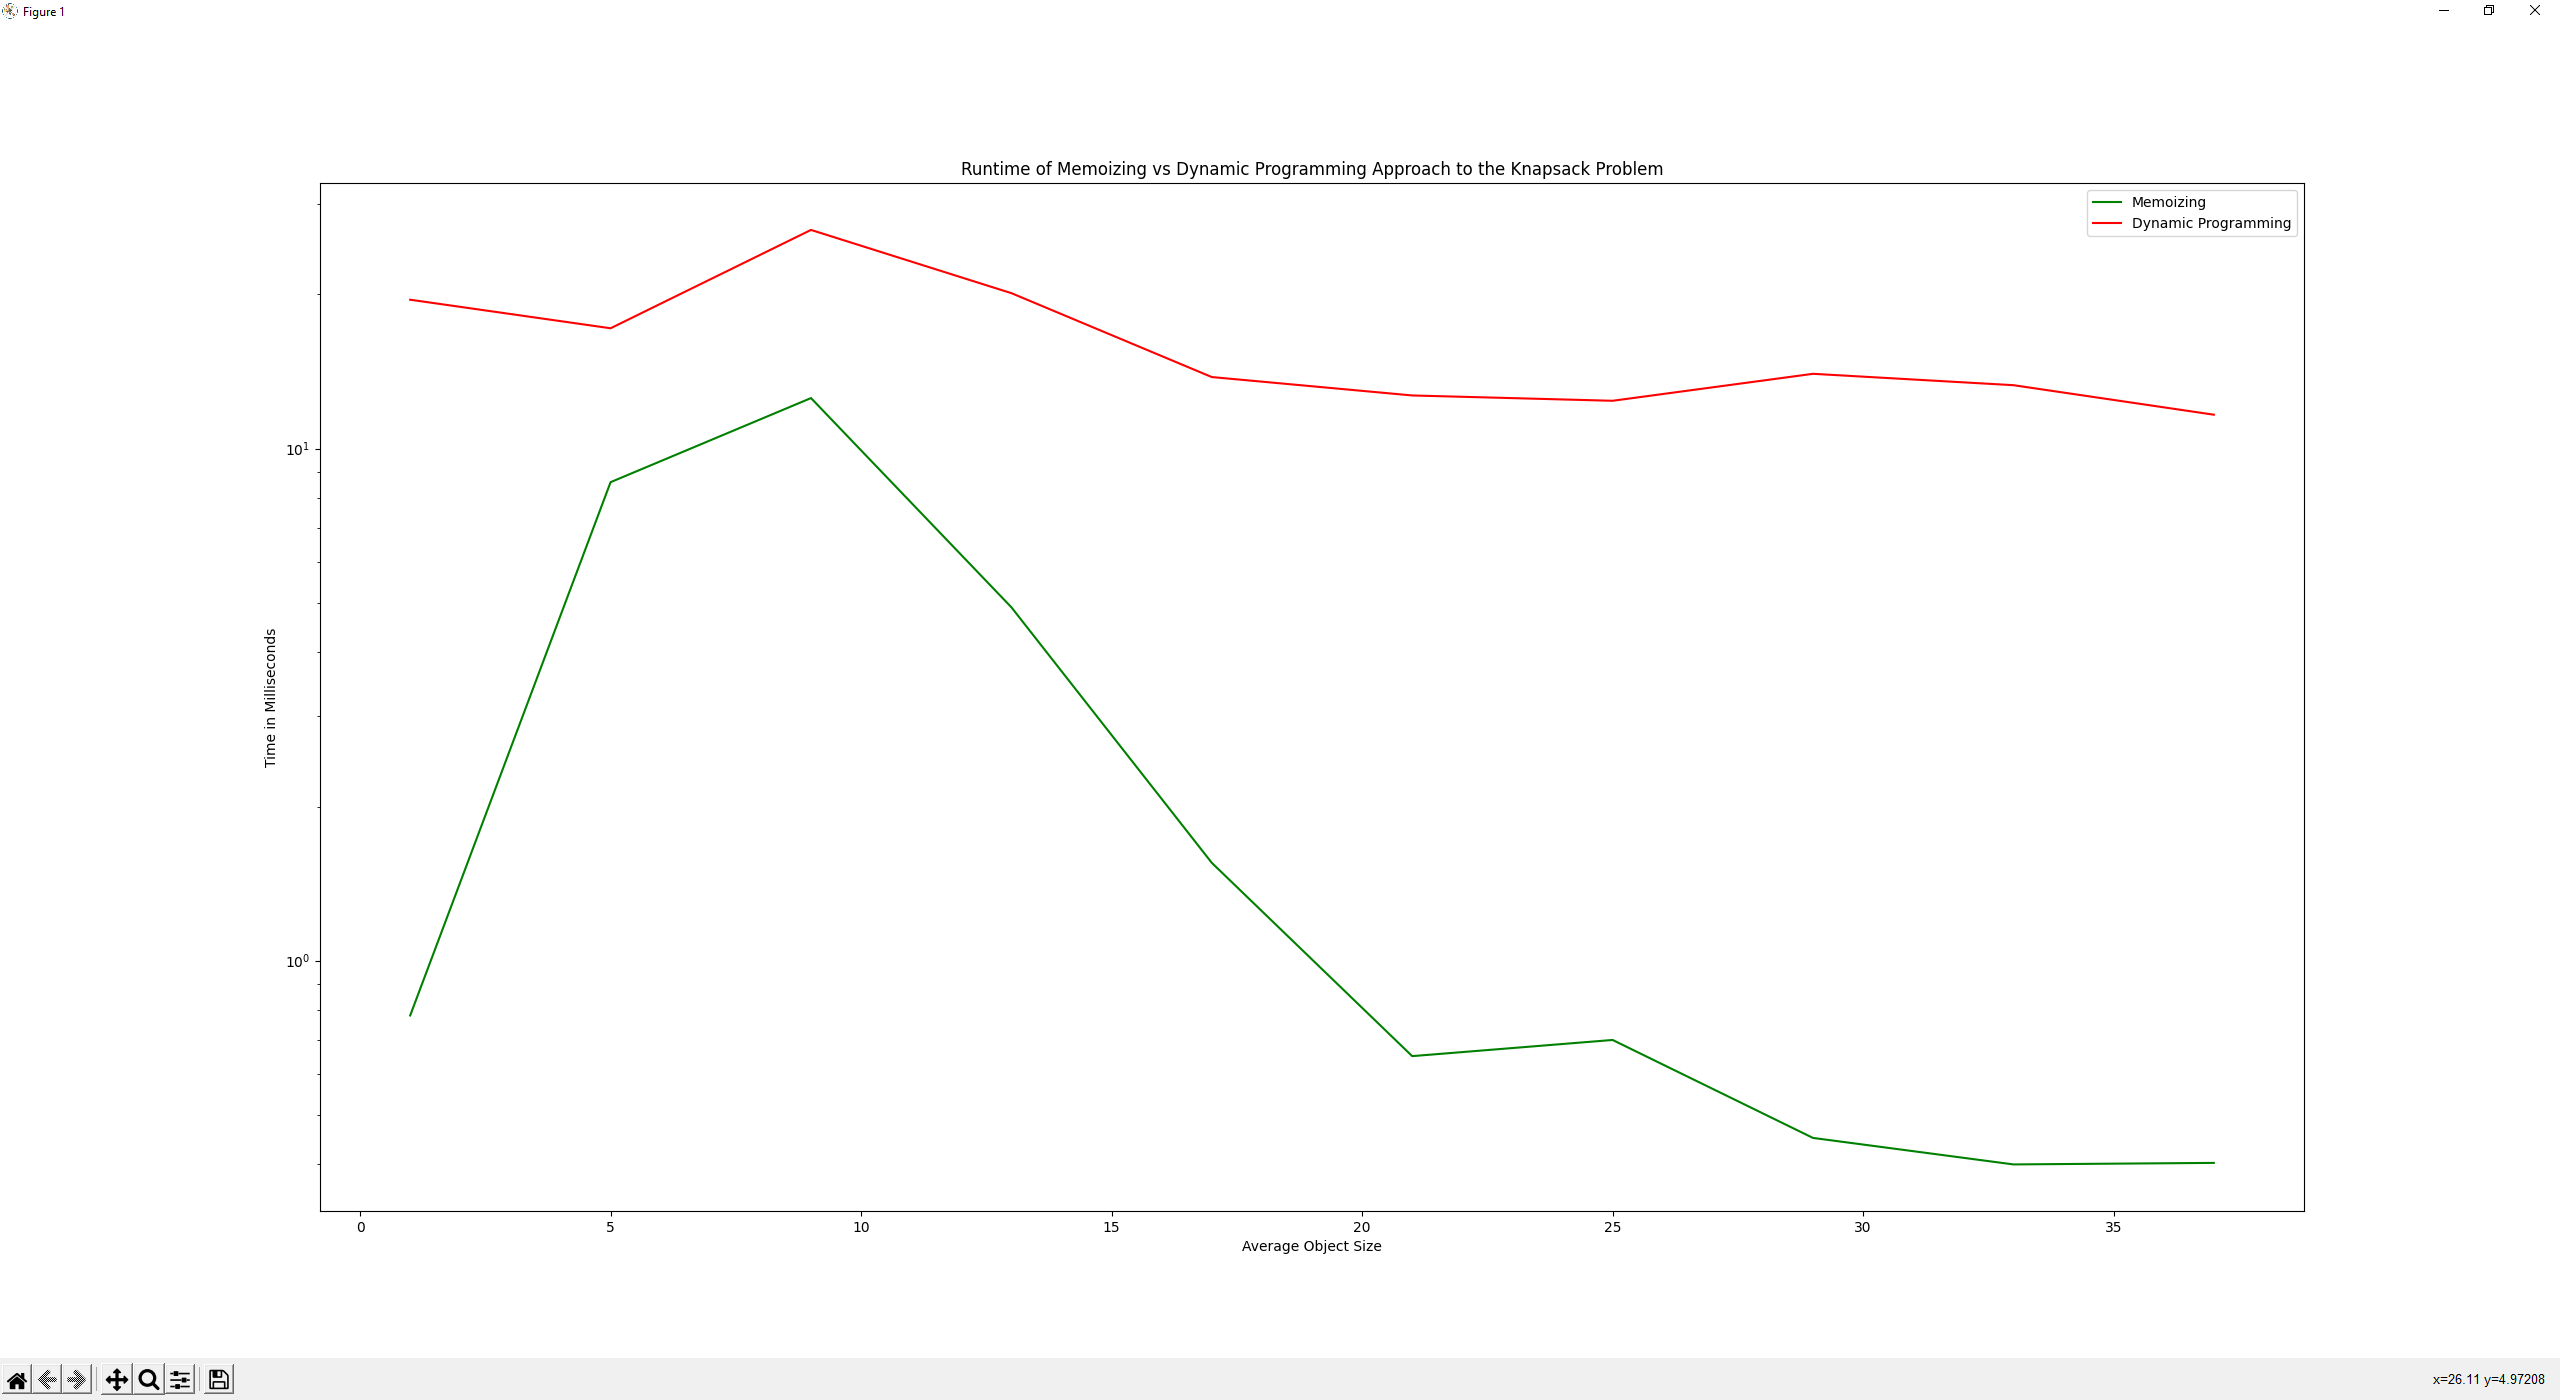 Figure 1
Runtime of Memoizing vs Dynamic Programming Approach to the Knapsack Problem
Memoizing
Dynamic Programming
10¹
10⁰
Time in Milliseconds
0 5 10 15 20 25 30 35
Average Object Size
x=26.11 y=4.97208